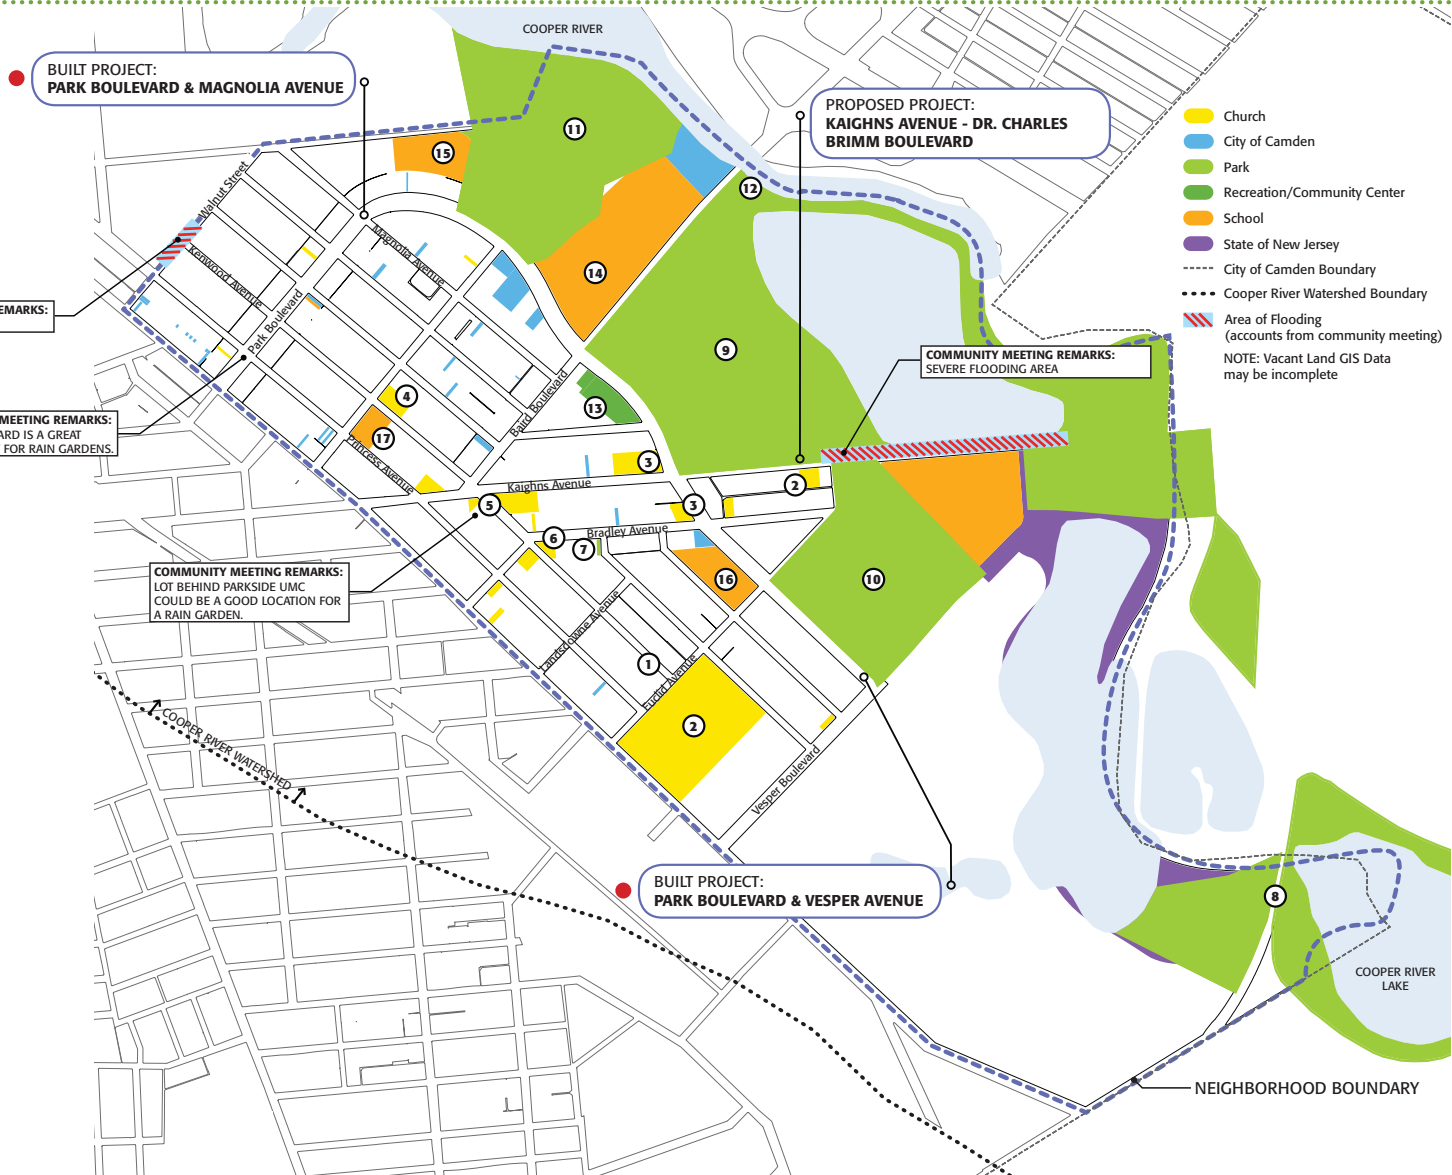 COOPER RIVER
BUILT PROJECT:
PARK BOULEVARD & MAGNOLIA AVENUE
PROPOSED PROJECT:
KAIGHNS AVENUE - DR. CHARLES
BRIMM BOULEVARD
Church
City of Camden
Park
Recreation/Community Center
School
State of New Jersey
City of Camden Boundary
Cooper River Watershed Boundary
Area of Flooding
(accounts from community meeting)
NOTE: Vacant Land GIS Data
may be incomplete
11
15
12
14
9
13
4
17
3
2
5
3
6
7
16
10
1
2
8
Walnut Street
Kenwood Avenue
Magnolia Avenue
Park Boulevard
Baird Boulevard
Princess Avenue
Kaighns Avenue
Bradley Avenue
Landsdowne Avenue
Euclid Avenue
Vesper Boulevard
EMARKS:
MEETING REMARKS:
ARD IS A GREAT
FOR RAIN GARDENS.
COMMUNITY MEETING REMARKS:
SEVERE FLOODING AREA
COMMUNITY MEETING REMARKS:
LOT BEHIND PARKSIDE UMC
COULD BE A GOOD LOCATION FOR
A RAIN GARDEN.
COOPER RIVER WATERSHED
BUILT PROJECT:
PARK BOULEVARD & VESPER AVENUE
COOPER RIVER
LAKE
NEIGHBORHOOD BOUNDARY